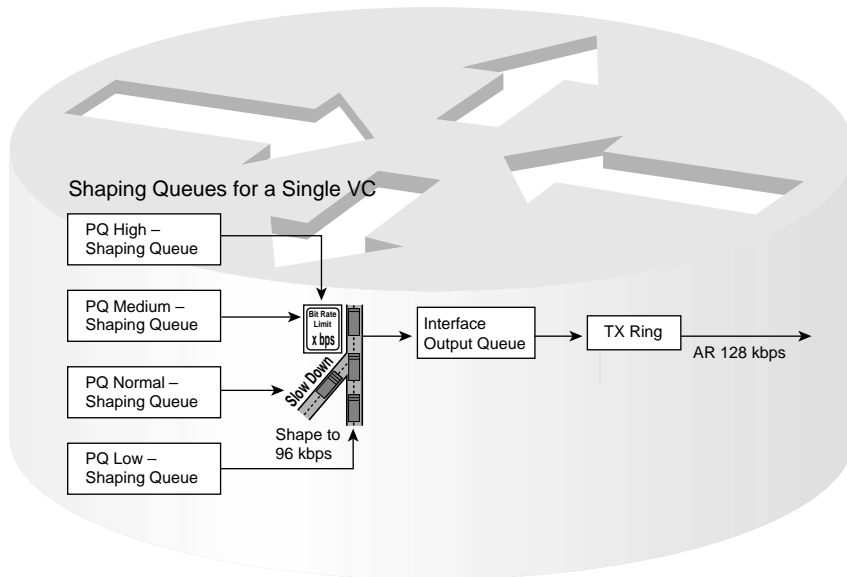 Shaping Queues for a Single VC
PQ High –
Shaping Queue
PQ Medium –
Shaping Queue
Bit Rate
Limit
x bps
Interface
Output Queue
TX Ring
AR 128 kbps
PQ Normal –
Shaping Queue
Slow Down
Shape to
96 kbps
PQ Low –
Shaping Queue